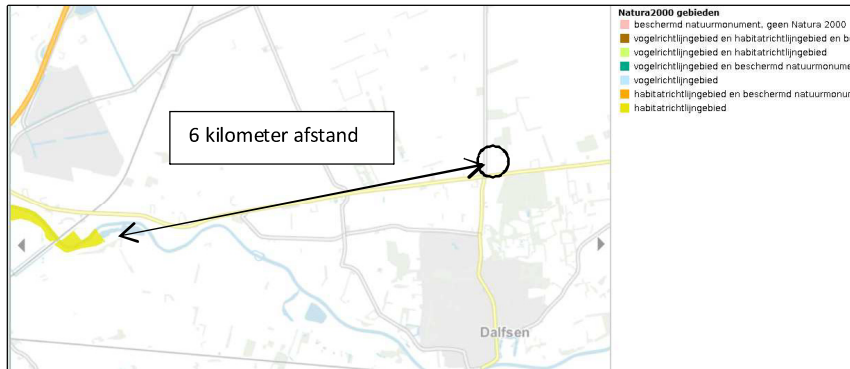 Natura2000 gebieden
beschermd natuurmonument, geen Natura 2000
vogelrichtlijngebied en habitatrichtlijngebied en b
vogelrichtlijngebied en habitatrichtlijngebied
vogelrichtlijngebied en beschermd natuurmonume
vogelrichtlijngebied
habitatrichtlijngebied en beschermd natuurmonu
habitatrichtlijngebied
6 kilometer afstand
Dalfsen